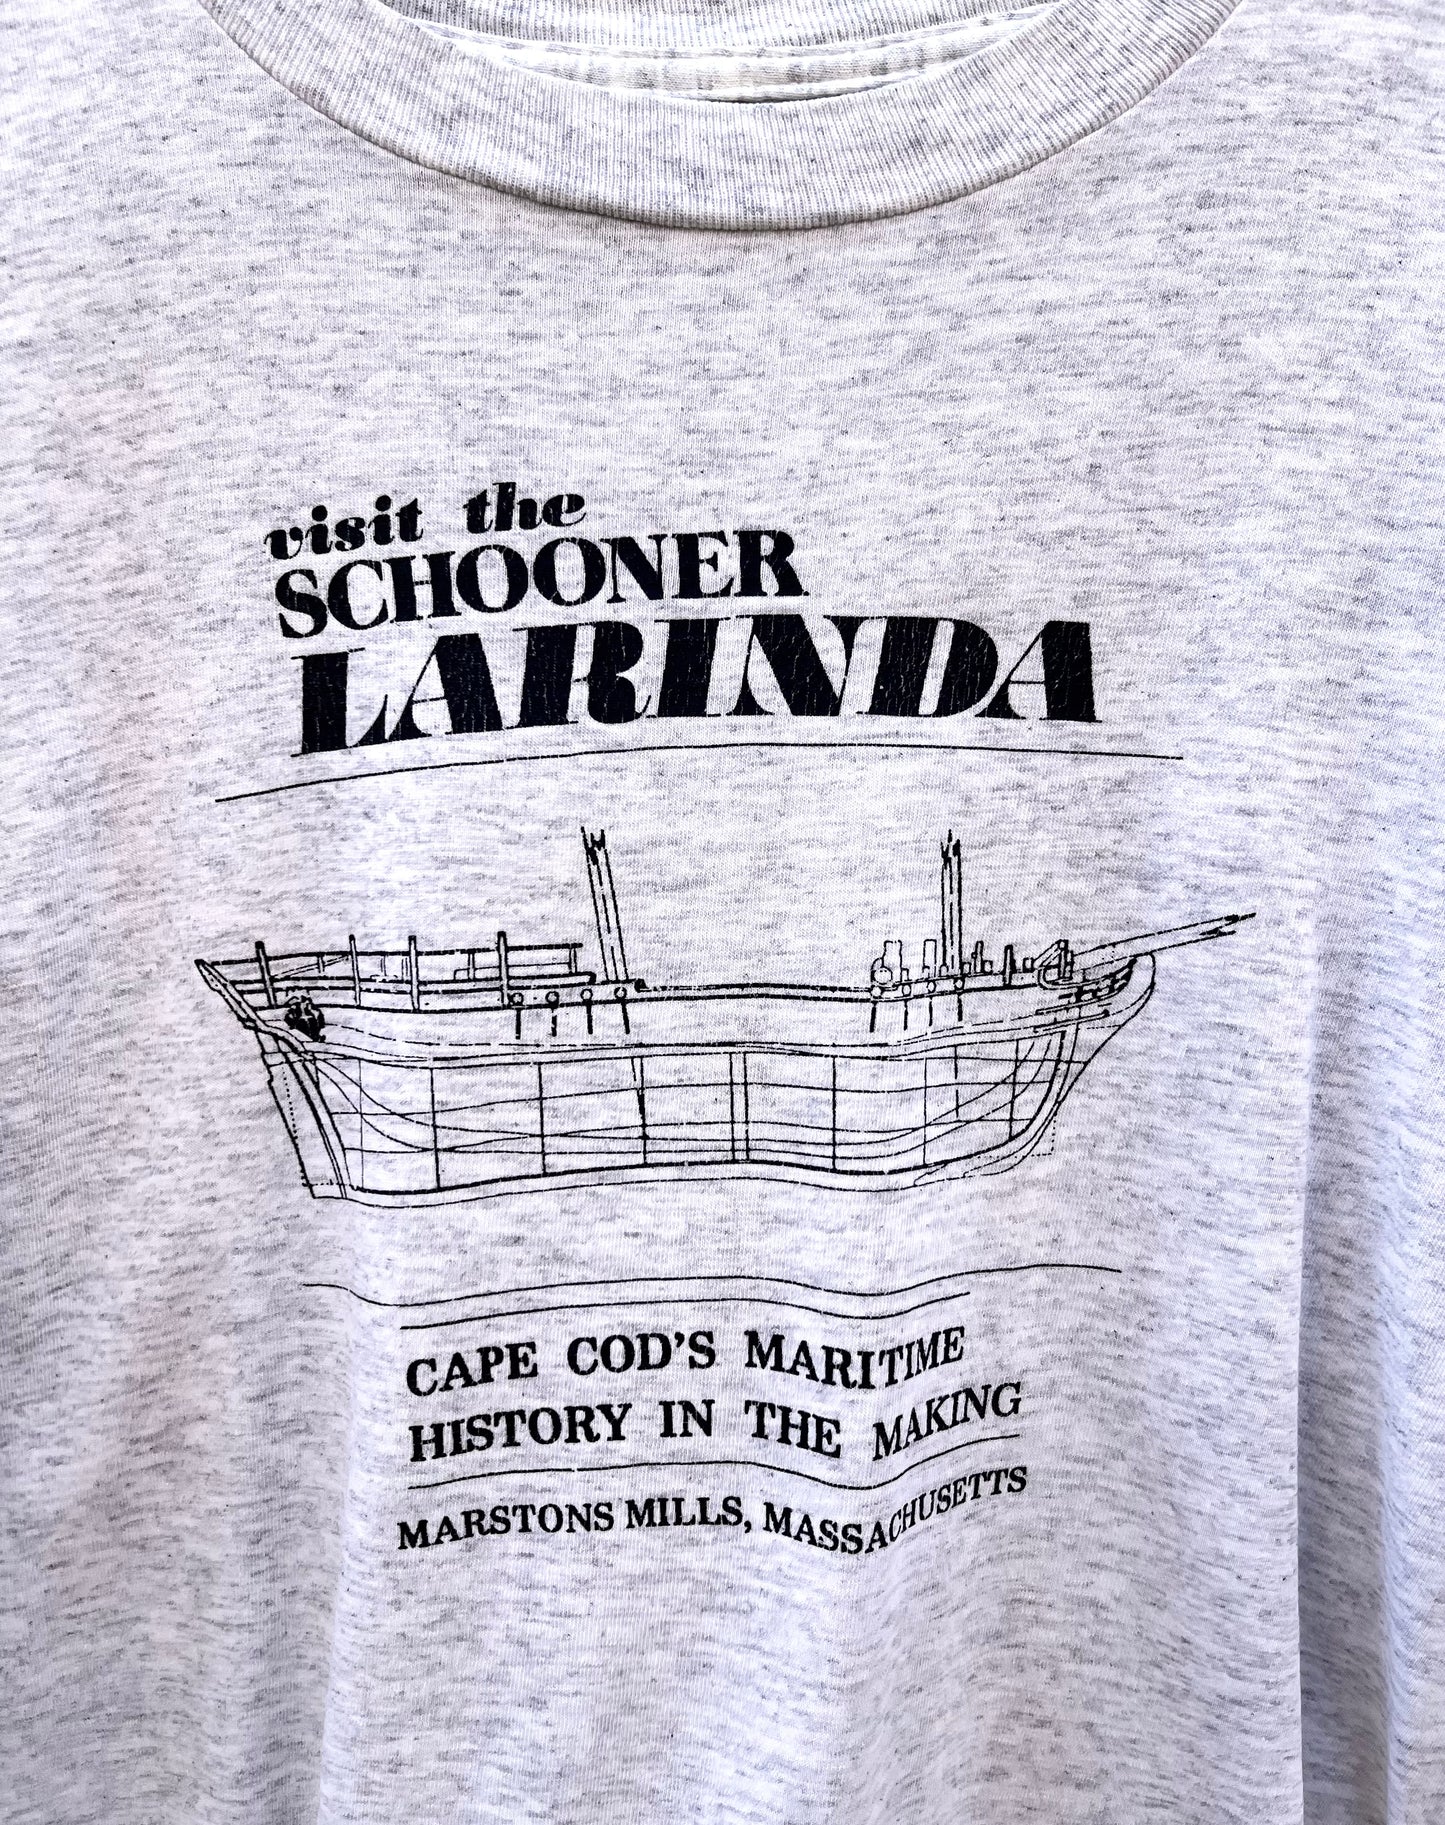 visit the
SCHOONER
LARINDA
CAPE COD'S MARITIME
HISTORY IN THE MAKING
MARSTONS MILLS, MASSACHUSETTS